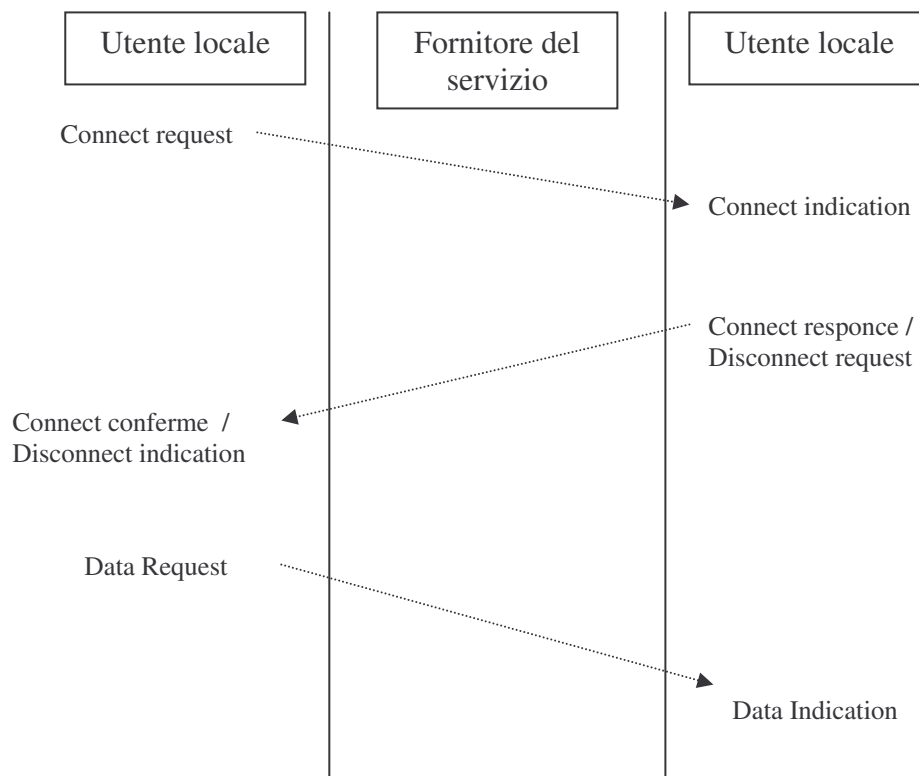 Utente locale
Fornitore del
servizio
Utente locale
Connect request
Connect indication
Connect responce /
Disconnect request
Connect conferme /
Disconnect indication
Data Request
Data Indication